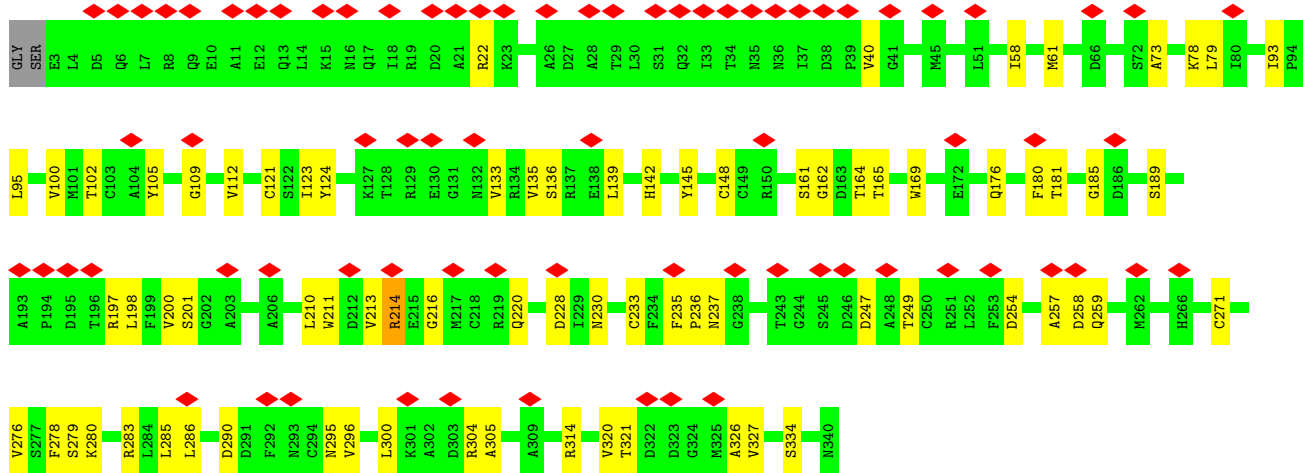 GLY SER E3 L4 D5 Q6 L7 R8 Q9 E10 A11 E12 Q13 L14 K15 N16 Q17 I18 R19 D20 A21 R22 K23 A26 D27 A28 T29 L30 S31 Q32 I33 T34 N35 N36 I37 D38 P39 V40 G41 M45 L51 I58 M61 D66 S72 A73 K78 L79 I80 I93 P94
L95 V100 M101 T102 C103 A104 Y105 G109 V112 C121 S122 I123 Y124 K127 T128 R129 E130 G131 N132 V133 R134 V135 S136 R137 E138 L139 H142 Y145 C148 C149 R150 S161 G162 D163 T164 T165 W169 E172 Q176 F180 T181 G185 D186 S189
A193 P194 D195 T196 R197 L198 F199 V200 S201 G202 A203 A206 L210 W211 D212 V213 R214 E215 G216 M217 C218 R219 Q220 D228 I229 N230 C233 F234 F235 P236 N237 G238 T243 G244 S245 D246 D247 A248 T249 C250 R251 L252 F253 D254 A257 D258 Q259 M262 H266 C271
V276 S277 F278 S279 K280 R283 L284 L285 L286 D290 D291 F292 N293 C294 N295 V296 L300 K301 A302 D303 R304 A305 A309 R314 V320 T321 D322 D323 G324 M325 A326 V327 S334 N340